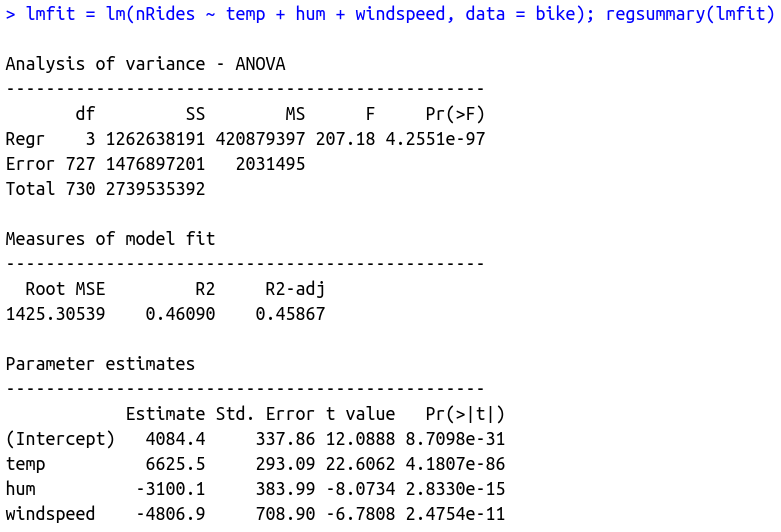 > lmfit = lm(nRides ~ temp + hum + windspeed, data = bike); regsummary(lmfit)
Analysis of variance - ANOVA
------------------------------------------------
df SS MS F Pr(>F)
Regr 3 1262638191 420879397 207.18 4.2551e-97
Error 727 1476897201 2031495
Total 730 2739535392
Measures of model fit
------------------------------------------------
Root MSE R2 R2-adj
1425.30539 0.46090 0.45867
Parameter estimates
------------------------------------------------
Estimate Std. Error t value Pr(>|t|)
(Intercept) 4084.4 337.86 12.0888 8.7098e-31
temp 6625.5 293.09 22.6062 4.1807e-86
hum -3100.1 383.99 -8.0734 2.8330e-15
windspeed -4806.9 708.90 -6.7808 2.4754e-11